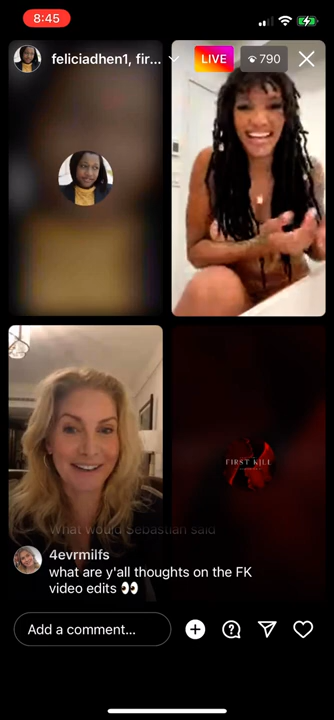 8:45
feliciadhen1, fir...
LIVE
790
FIRST KILL
What would Sebastian said
4evrmilfs
what are y'all thoughts on the FK
video edits 👀
Add a comment...